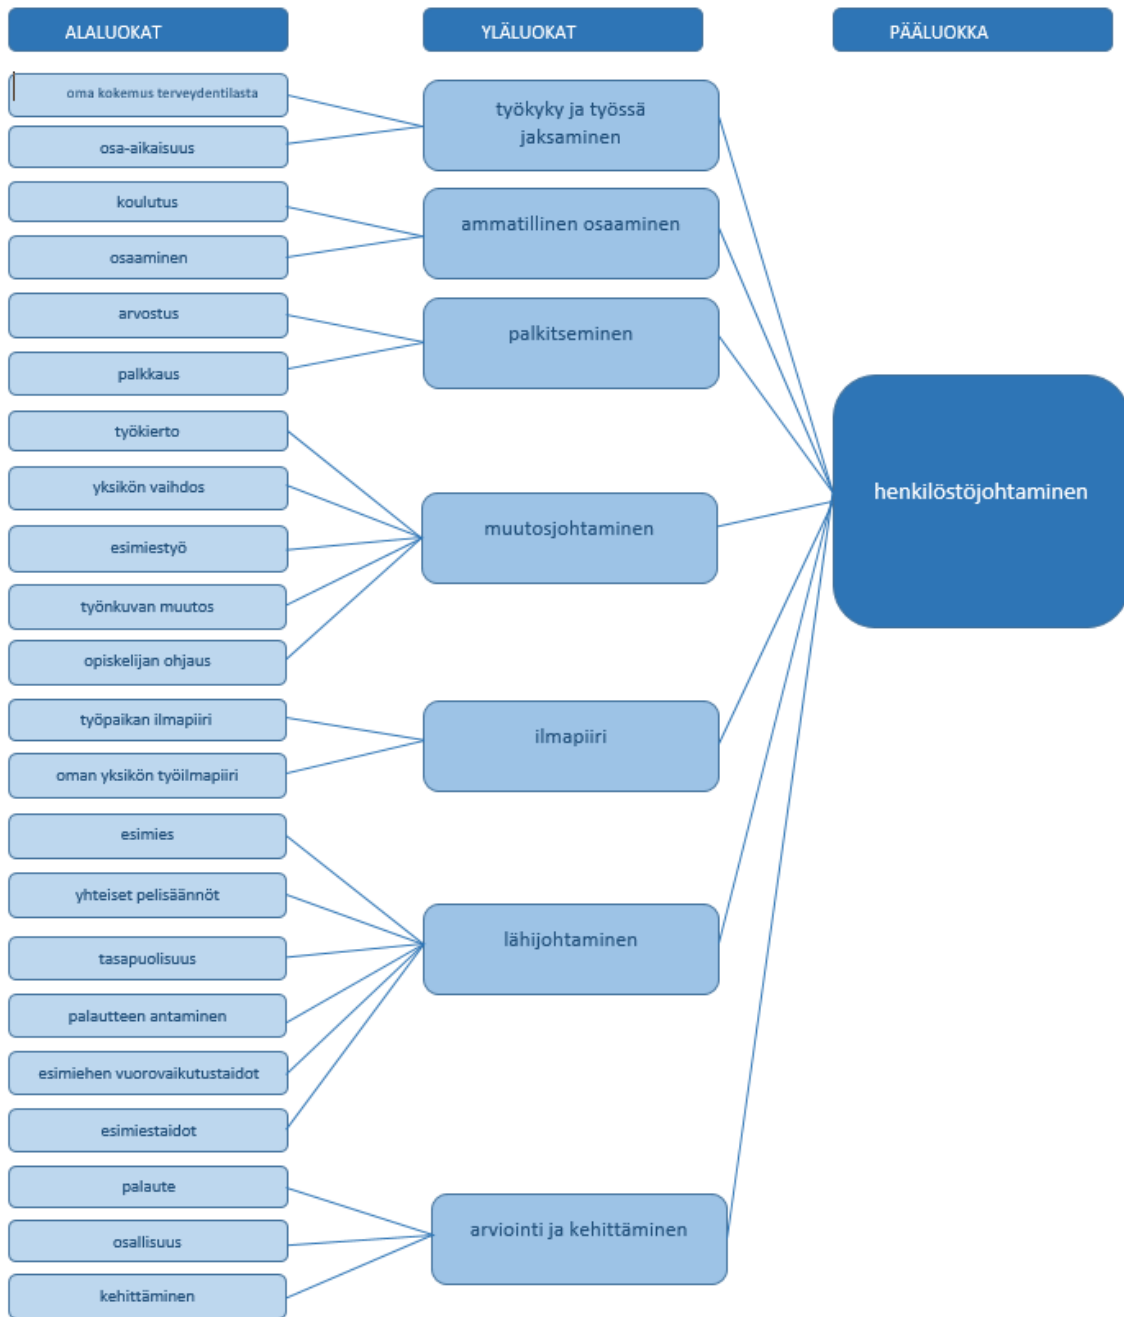 ALALUOKAT
YLÄLUOKAT
PÄÄLUOKKA
oma kokemus terveydentilasta
osa-aikaisuus
koulutus
osaaminen
arvostus
palkkaus
työkierto
yksikön vaihdos
esimiestyö
työnkuvan muutos
opiskelijan ohjaus
työpaikan ilmapiiri
oman yksikön työilmapiiri
esimies
yhteiset pelisäännöt
tasapuolisuus
palautteen antaminen
esimiehen vuorovaikutustaidot
esimiestaidot
palaute
osallisuus
kehittäminen
työkyky ja työssä
jaksaminen
ammatillinen osaaminen
palkitseminen
muutosjohtaminen
ilmapiiri
lähijohtaminen
arviointi ja kehittäminen
henkilöstöjohtaminen